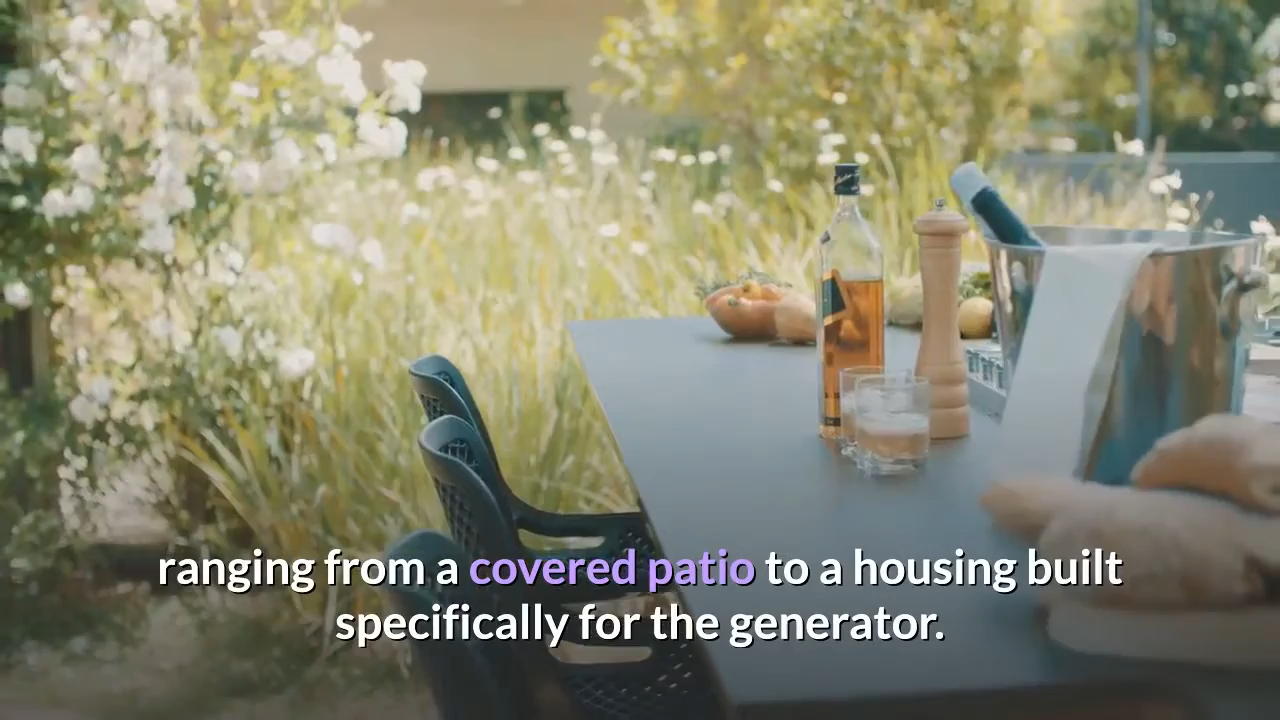 ranging from a covered patio to a housing built
specifically for the generator.